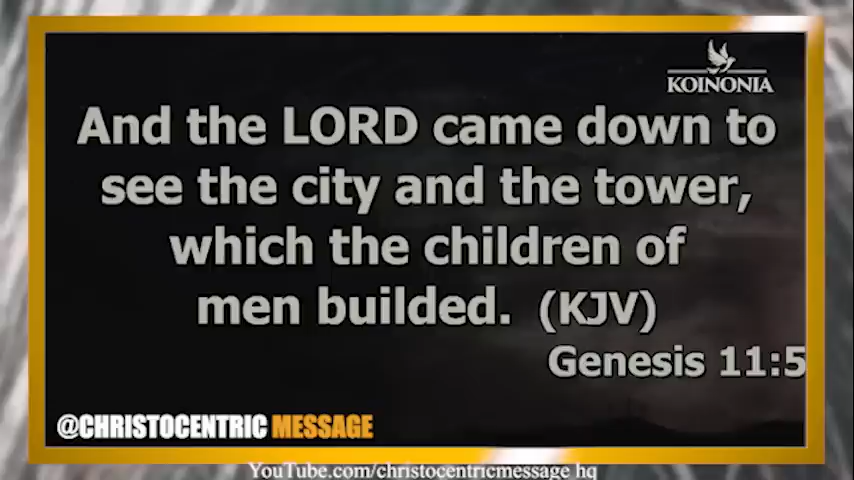 KOINONIA
And the LORD came down to
see the city and the tower,
which the children of
men builded. (KJV)
Genesis 11:5
@CHRISTOCENTRIC MESSAGE
YouTube.com/christocentricmessage hq